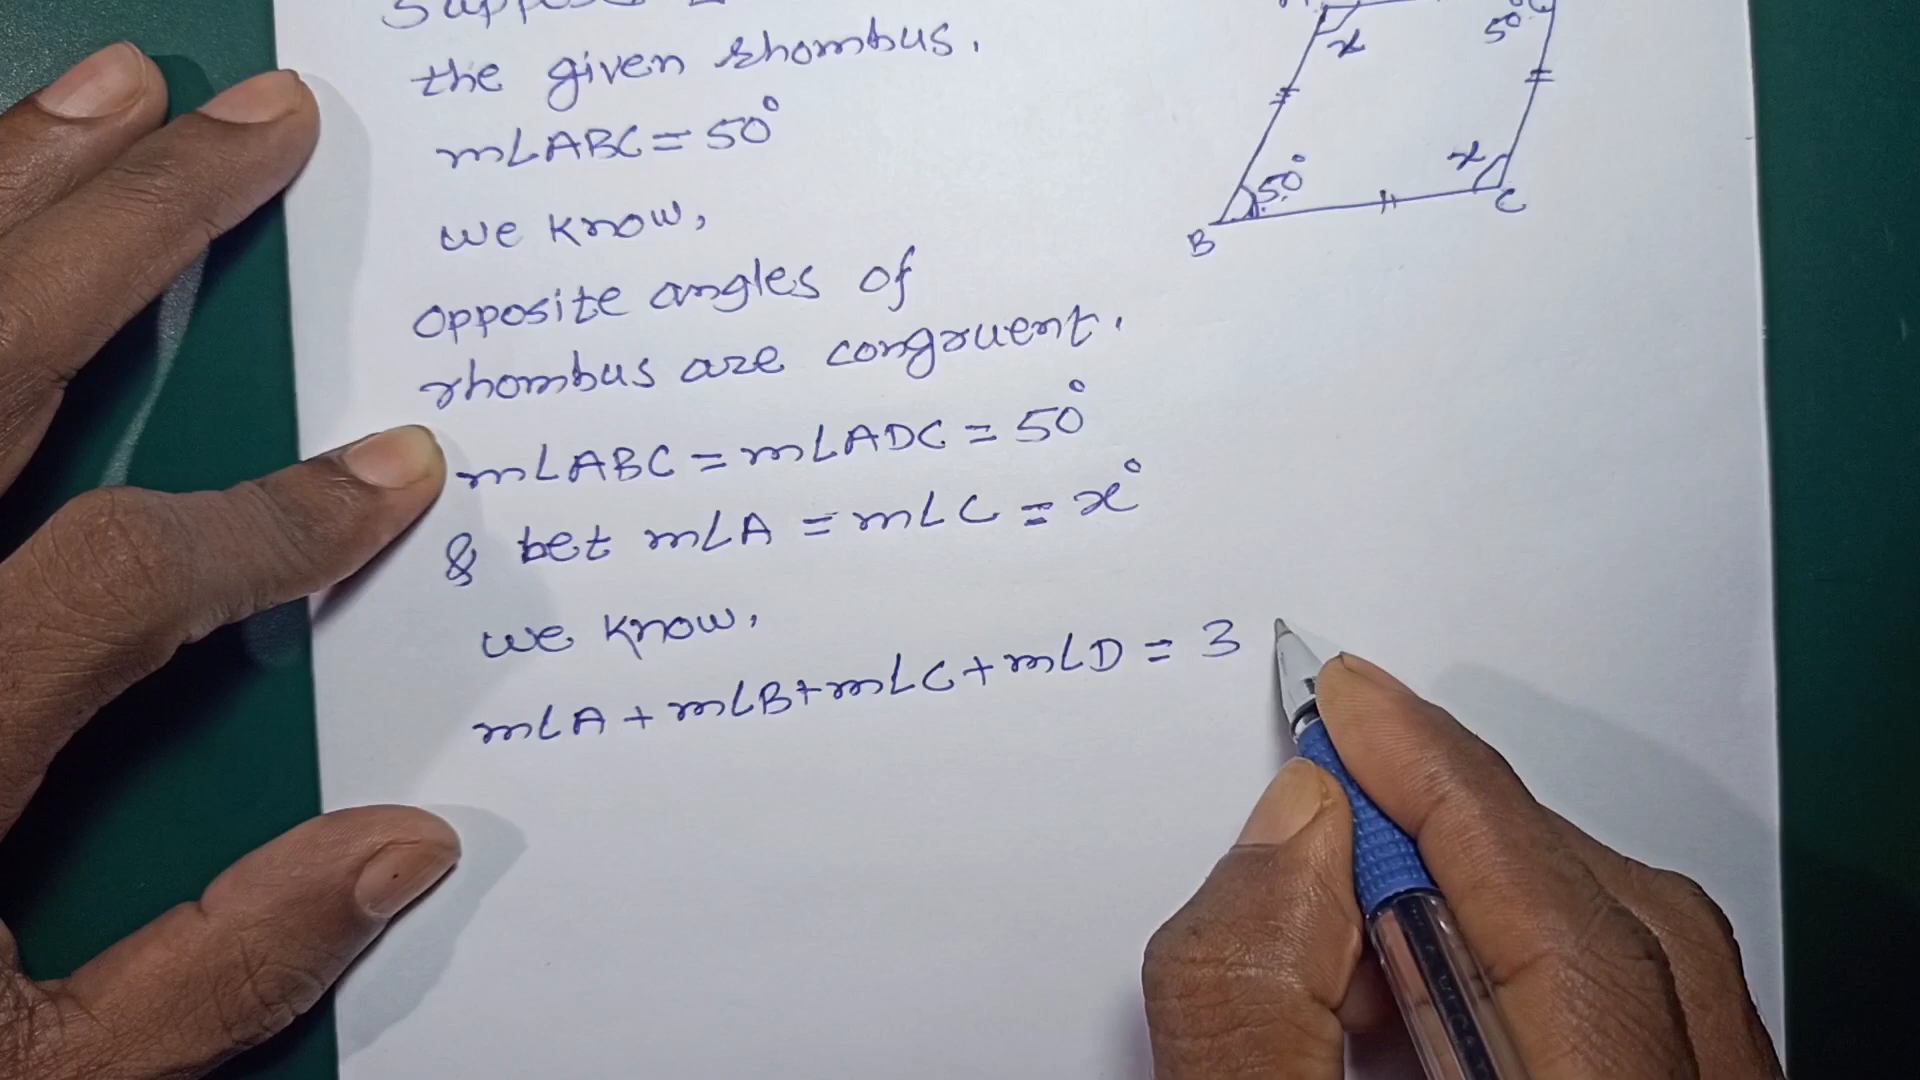 the given rhombus.
m∠ABC = 50°
we know,
opposite angles of
rhombus are congruent.
m∠ABC = m∠ADC = 50°
& bet m∠A = m∠C = x°
we know,
m∠A + m∠B + m∠C + m∠D = 3
x
50
50°
x
B
C